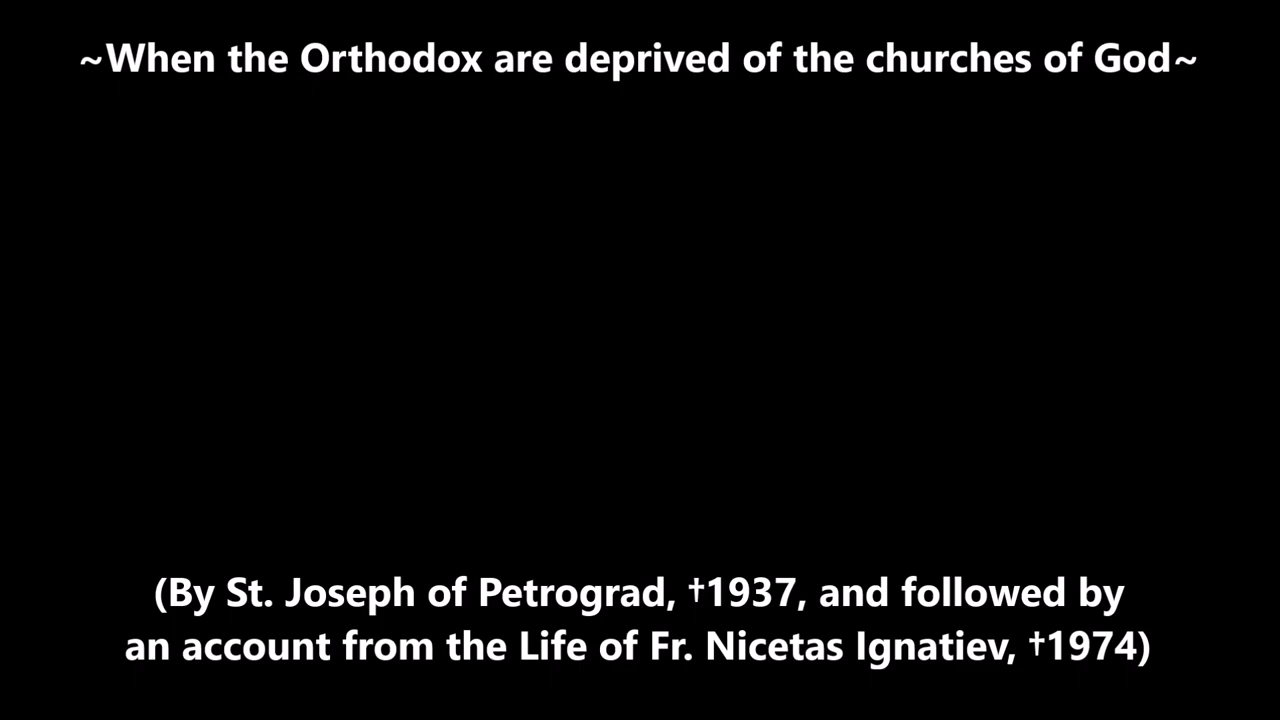 ~When the Orthodox are deprived of the churches of God~
(By St. Joseph of Petrograd, †1937, and followed by
an account from the Life of Fr. Nicetas Ignatiev, †1974)